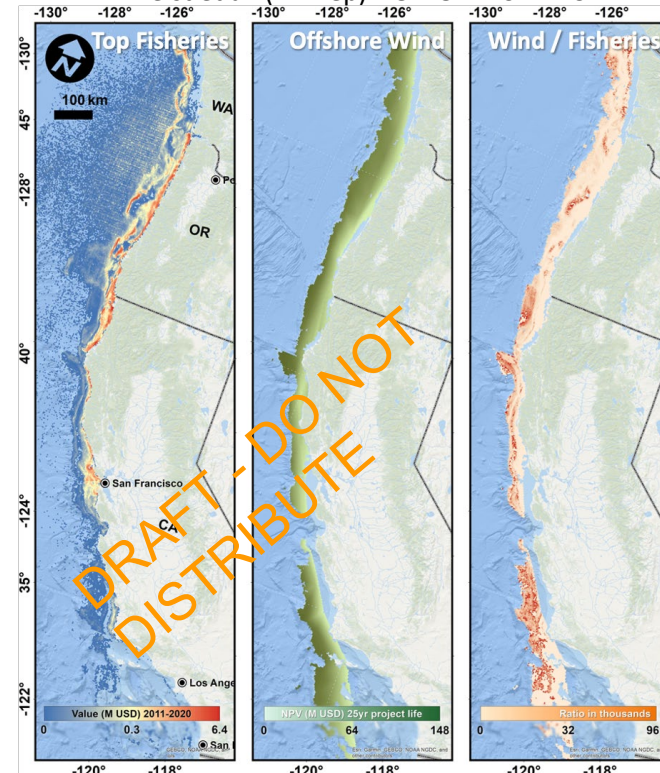 -130° -128° -126° -130° -128° -126° -130° -128° -126°
Top Fisheries
Offshore Wind
Wind / Fisheries
N
100 km
-130°
45°
-128°
40°
-124°
35°
-122°
WA
OR
San Francisco
CA
DRAFT - DO NOT
DISTRIBUTE
Los Ange
Value (M USD) 2011-2020
0 0.3 6.4
NPV (M USD) 25yr project life
0 64 148
Ratio in thousands
0 32 96
-120° -118° -120° -118° -120° -118°